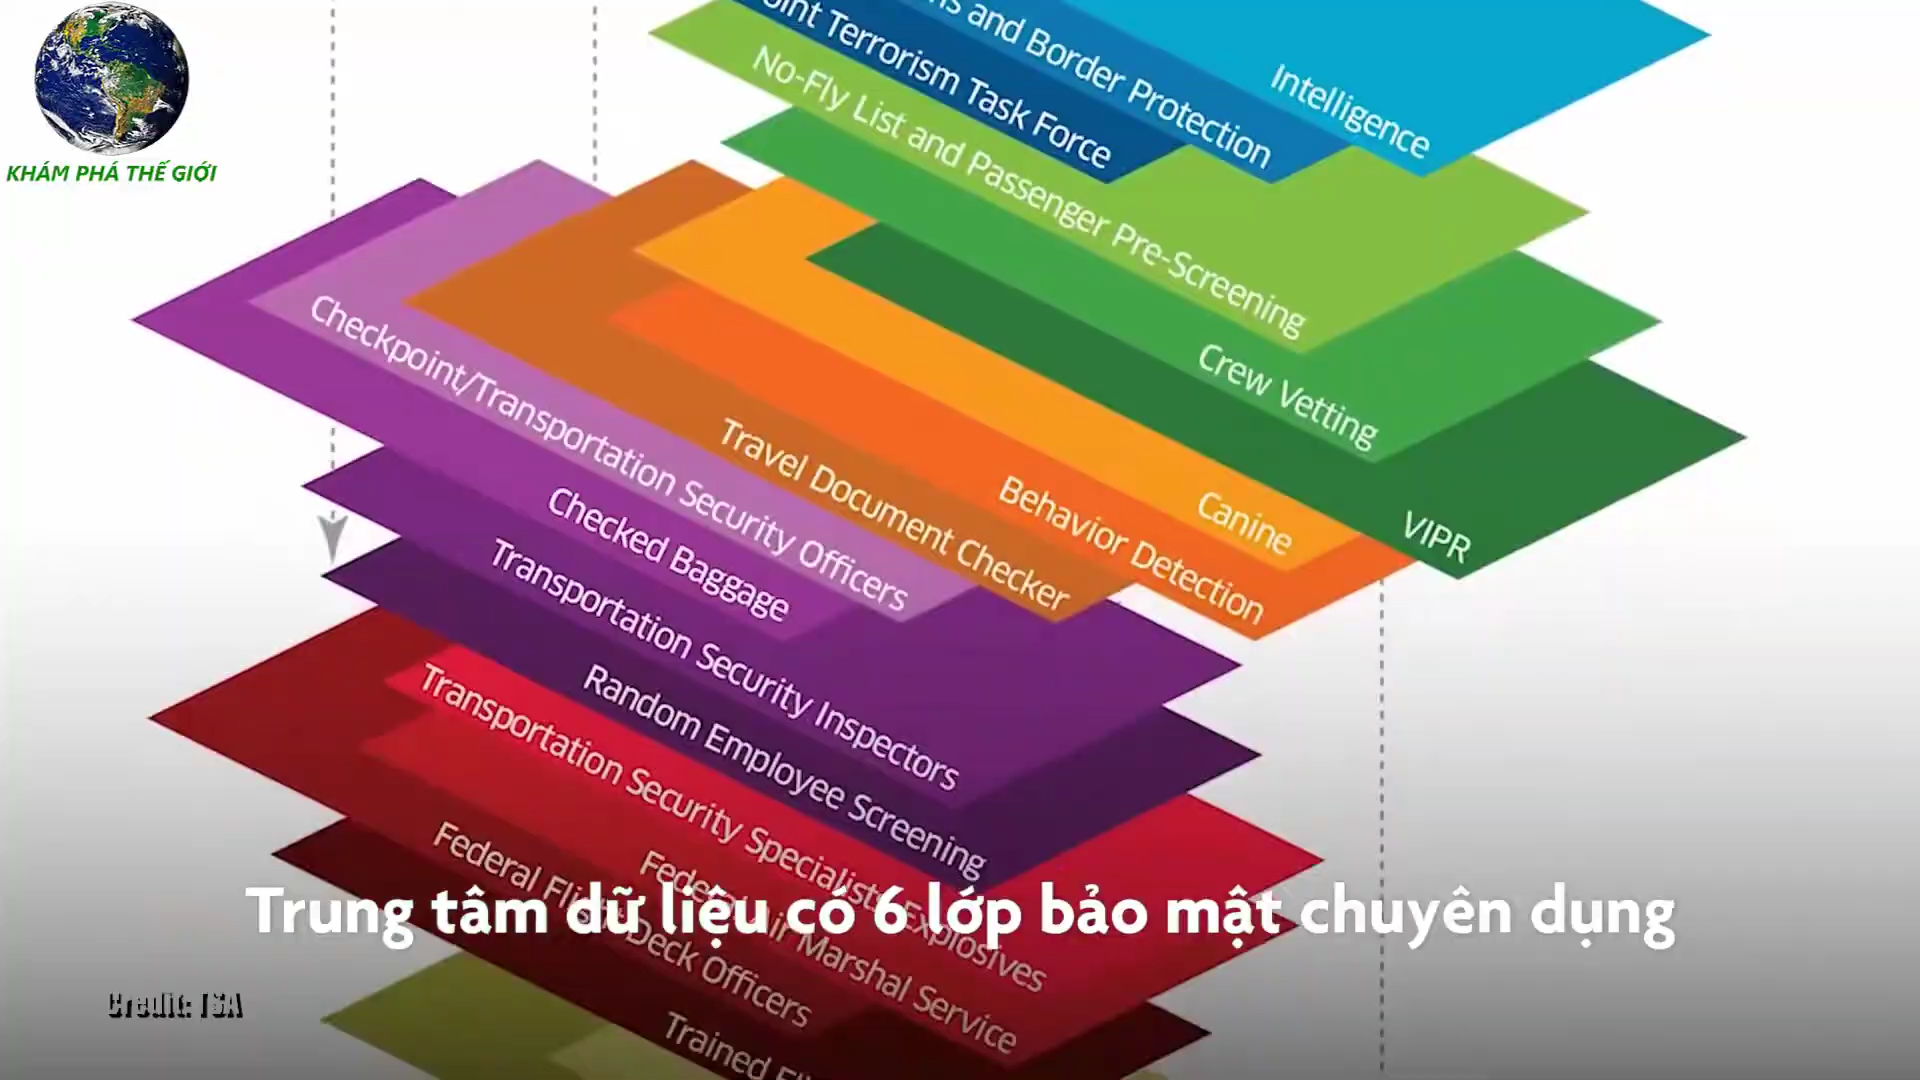 KHÁM PHÁ THẾ GIỚI
and Border Protection
Intelligence
Terrorism Task Force
No-Fly List and Passenger Pre-Screening
Crew Vetting
VIPR
Canine
Behavior Detection
Travel Document Checker
Checkpoint/Transportation Security Officers
Checked Baggage
Transportation Security Inspectors
Random Employee Screening
Transportation Security Specialists Explosives
Federal Air Marshal Service
Federal Flight Deck Officers
Trained
Trung tâm dữ liệu có 6 lớp bảo mật chuyên dụng
Credit: TSA